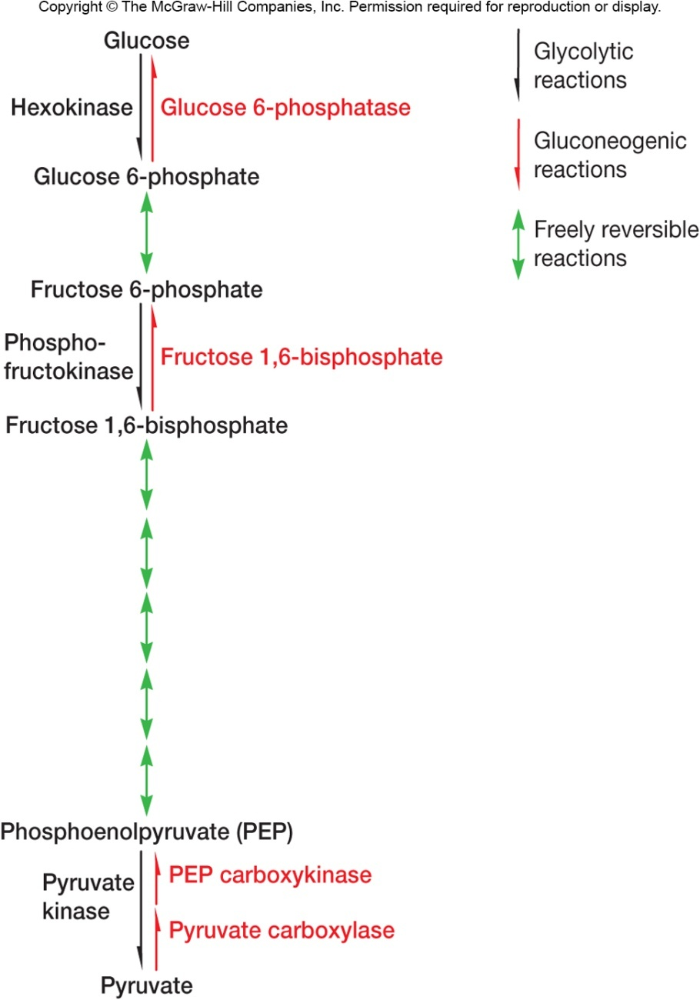 Copyright © The McGraw-Hill Companies, Inc. Permission required for reproduction or display.
Glucose
Hexokinase
Glucose 6-phosphatase
Glucose 6-phosphate
Fructose 6-phosphate
Phospho-
fructokinase
Fructose 1,6-bisphosphate
Fructose 1,6-bisphosphate
Phosphoenolpyruvate (PEP)
Pyruvate
kinase
PEP carboxykinase
Pyruvate carboxylase
Pyruvate
Glycolytic
reactions
Gluconeogenic
reactions
Freely reversible
reactions